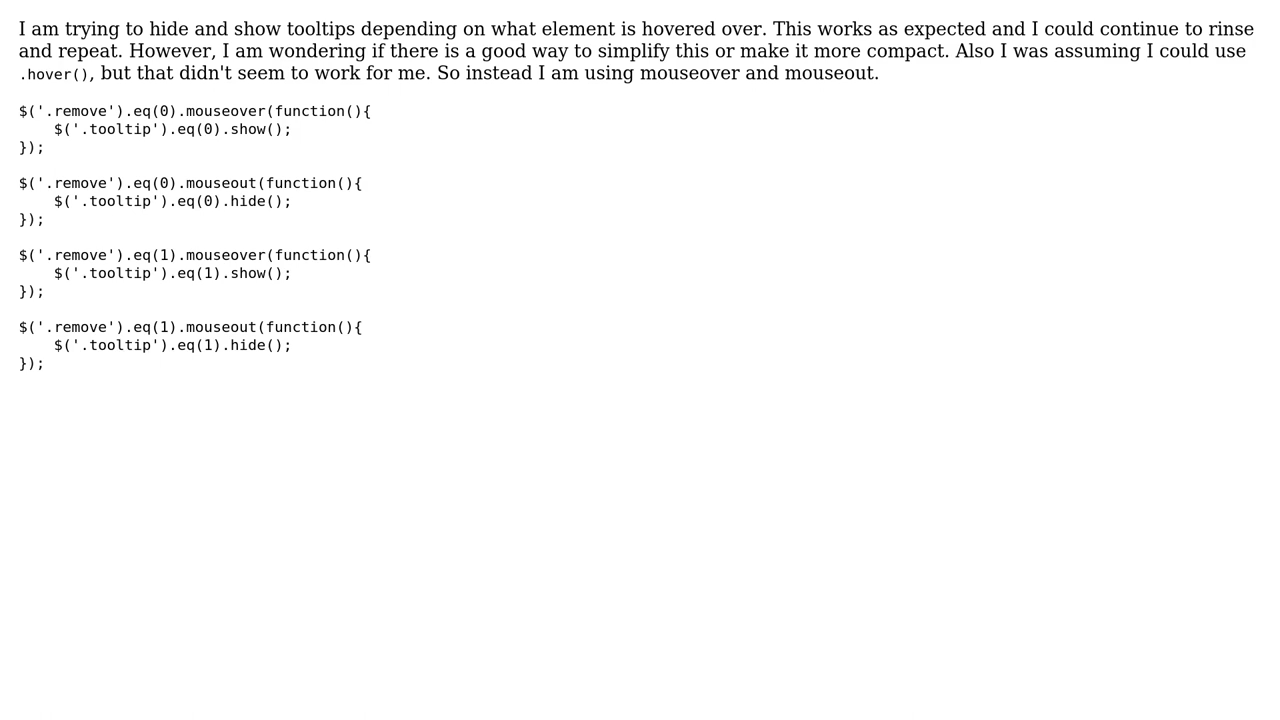 I am trying to hide and show tooltips depending on what element is hovered over. This works as expected and I could continue to rinse
and repeat. However, I am wondering if there is a good way to simplify this or make it more compact. Also I was assuming I could use
.hover(), but that didn't seem to work for me. So instead I am using mouseover and mouseout.
$('.remove').eq(0).mouseover(function(){
    $('.tooltip').eq(0).show();
});
$('.remove').eq(0).mouseout(function(){
    $('.tooltip').eq(0).hide();
});
$('.remove').eq(1).mouseover(function(){
    $('.tooltip').eq(1).show();
});
$('.remove').eq(1).mouseout(function(){
    $('.tooltip').eq(1).hide();
});